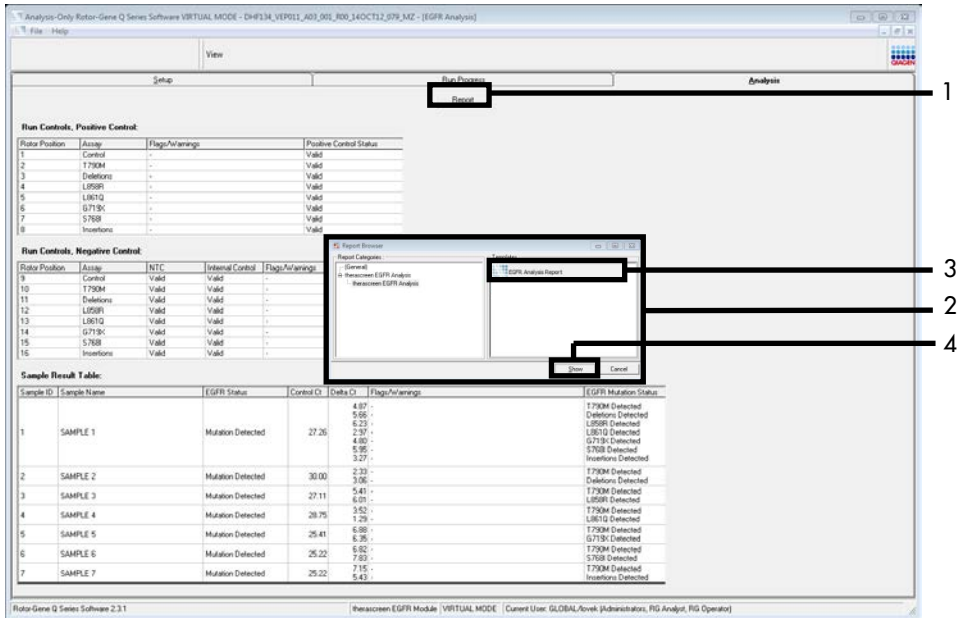 Analysis-Only Rotor-Gene Q Series Software VIRTUAL MODE - DHF134_VEP011_A03_001_R00_14OCT12_079_MZ - [EGFR Analysis]
File Help
View
QIAGEN
Setup Run Progress Analysis
Report
1
Run Controls, Positive Control:
Rotor Position Assay Flags/Warnings Positive Control Status
1 Control - Valid
2 T790M - Valid
3 Deletions - Valid
4 L858R - Valid
5 L861Q - Valid
6 G719X - Valid
7 S768I - Valid
8 Insertions - Valid
Run Controls, Negative Control:
Rotor Position Assay NTC Internal Control Flags/Warnings
9 Control Valid Valid -
10 T790M Valid Valid -
11 Deletions Valid Valid -
12 L858R Valid Valid -
13 L861Q Valid Valid -
14 G719X Valid Valid -
15 S768I Valid Valid -
16 Insertions Valid Valid -
Report Browser
Report Categories Templates
(General)
therascreen EGFR Analysis
therascreen EGFR Analysis
EGFR Analysis Report
Show Cancel
3
2
4
Sample Result Table:
Sample ID Sample Name EGFR Status Control Ct Delta Ct Flags/Warnings EGFR Mutation Status
4.87 - T790M Detected
5.66 - Deletions Detected
6.23 - L858R Detected
1 SAMPLE 1 Mutation Detected 27.26 2.97 - L861Q Detected
4.80 - G719X Detected
5.95 - S768I Detected
3.27 - Insertions Detected
2 SAMPLE 2 Mutation Detected 30.00 2.33 - T790M Detected
3.06 - Deletions Detected
3 SAMPLE 3 Mutation Detected 27.11 5.41 - T790M Detected
6.01 - L858R Detected
4 SAMPLE 4 Mutation Detected 28.75 3.52 - T790M Detected
1.29 - L861Q Detected
5 SAMPLE 5 Mutation Detected 25.41 6.88 - T790M Detected
6.35 - G719X Detected
6 SAMPLE 6 Mutation Detected 25.22 6.82 - T790M Detected
7.83 - S768I Detected
7 SAMPLE 7 Mutation Detected 25.22 7.15 - T790M Detected
5.43 - Insertions Detected
Rotor-Gene Q Series Software 2.3.1 therascreen EGFR Module VIRTUAL MODE Current User: GLOBAL/lovek (Administrators, RG Analyst, RG Operator)